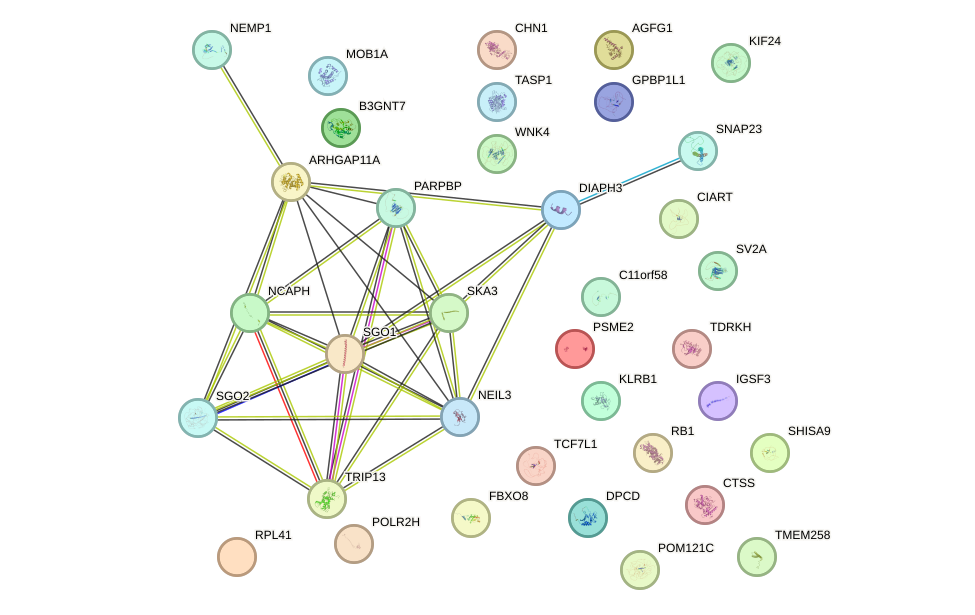 NEMP1
CHN1
AGFG1
KIF24
MOB1A
TASP1
GPBP1L1
B3GNT7
WNK4
SNAP23
ARHGAP11A
PARPBP
DIAPH3
CIART
SV2A
C11orf58
NCAPH
SKA3
SGO1
PSME2
TDRKH
KLRB1
IGSF3
SGO2
NEIL3
RB1
SHISA9
TCF7L1
TRIP13
CTSS
FBXO8
DPCD
RPL41
POLR2H
POM121C
TMEM258